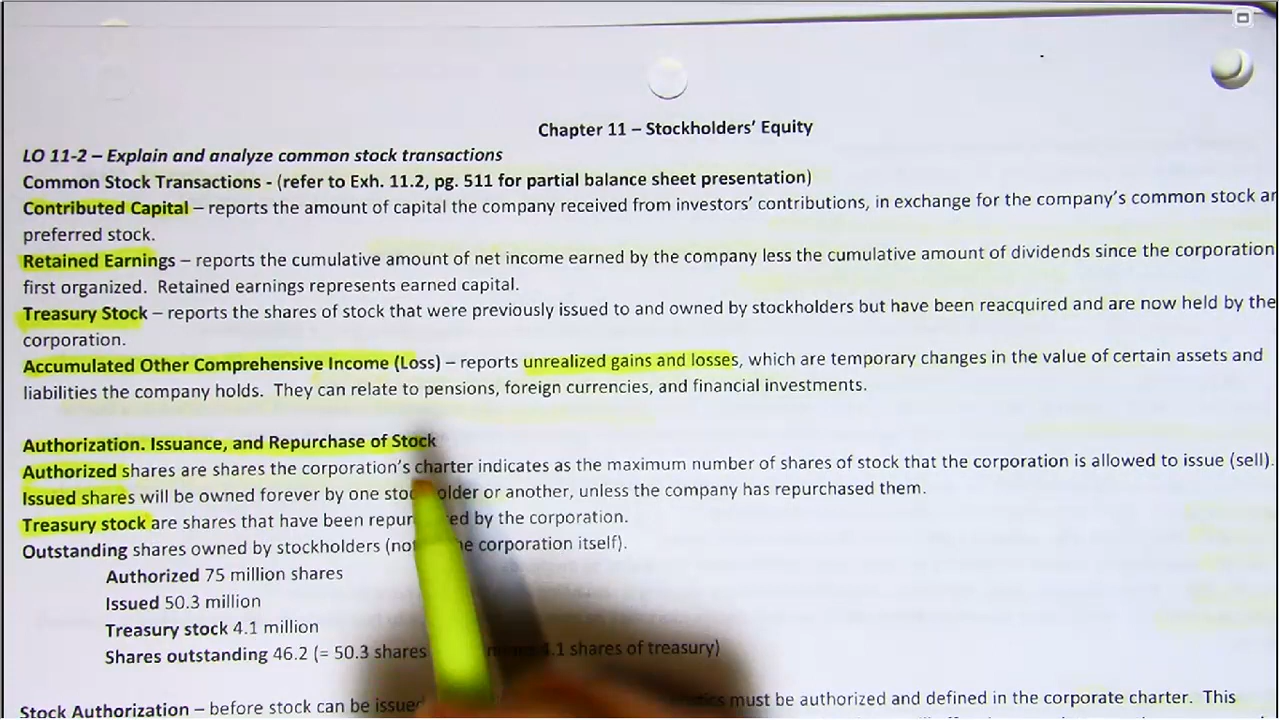 Chapter 11 – Stockholders' Equity
LO 11-2 – Explain and analyze common stock transactions
Common Stock Transactions - (refer to Exh. 11.2, pg. 511 for partial balance sheet presentation)
Contributed Capital – reports the amount of capital the company received from investors' contributions, in exchange for the company's common stock
preferred stock.
Retained Earnings – reports the cumulative amount of net income earned by the company less the cumulative amount of dividends since the corporation
first organized. Retained earnings represents earned capital.
Treasury Stock – reports the shares of stock that were previously issued to and owned by stockholders but have been reacquired and are now held by the
corporation.
Accumulated Other Comprehensive Income (Loss) – reports unrealized gains and losses, which are temporary changes in the value of certain assets and
liabilities the company holds. They can relate to pensions, foreign currencies, and financial investments.
Authorization. Issuance, and Repurchase of Stock
Authorized shares are shares the corporation's charter indicates as the maximum number of shares of stock that the corporation is allowed to issue (sell).
Issued shares will be owned forever by one or another, unless the company has repurchased them.
Treasury stock are shares that have been by the corporation.
Outstanding shares owned by stockholders corporation itself).
Authorized 75 million shares
Issued 50.3 million
Treasury stock 4.1 million
Shares outstanding 46.2 (= 50.3 shares 4.1 shares of treasury)
Stock Authorization – before stock can be issued must be authorized and defined in the corporate charter. This